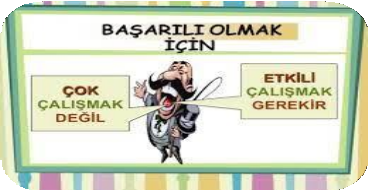 BAŞARILI OLMAK
İÇİN
ÇOK
ÇALIŞMAK
DEĞİL
ETKİLİ
ÇALIŞMAK
GEREKİR